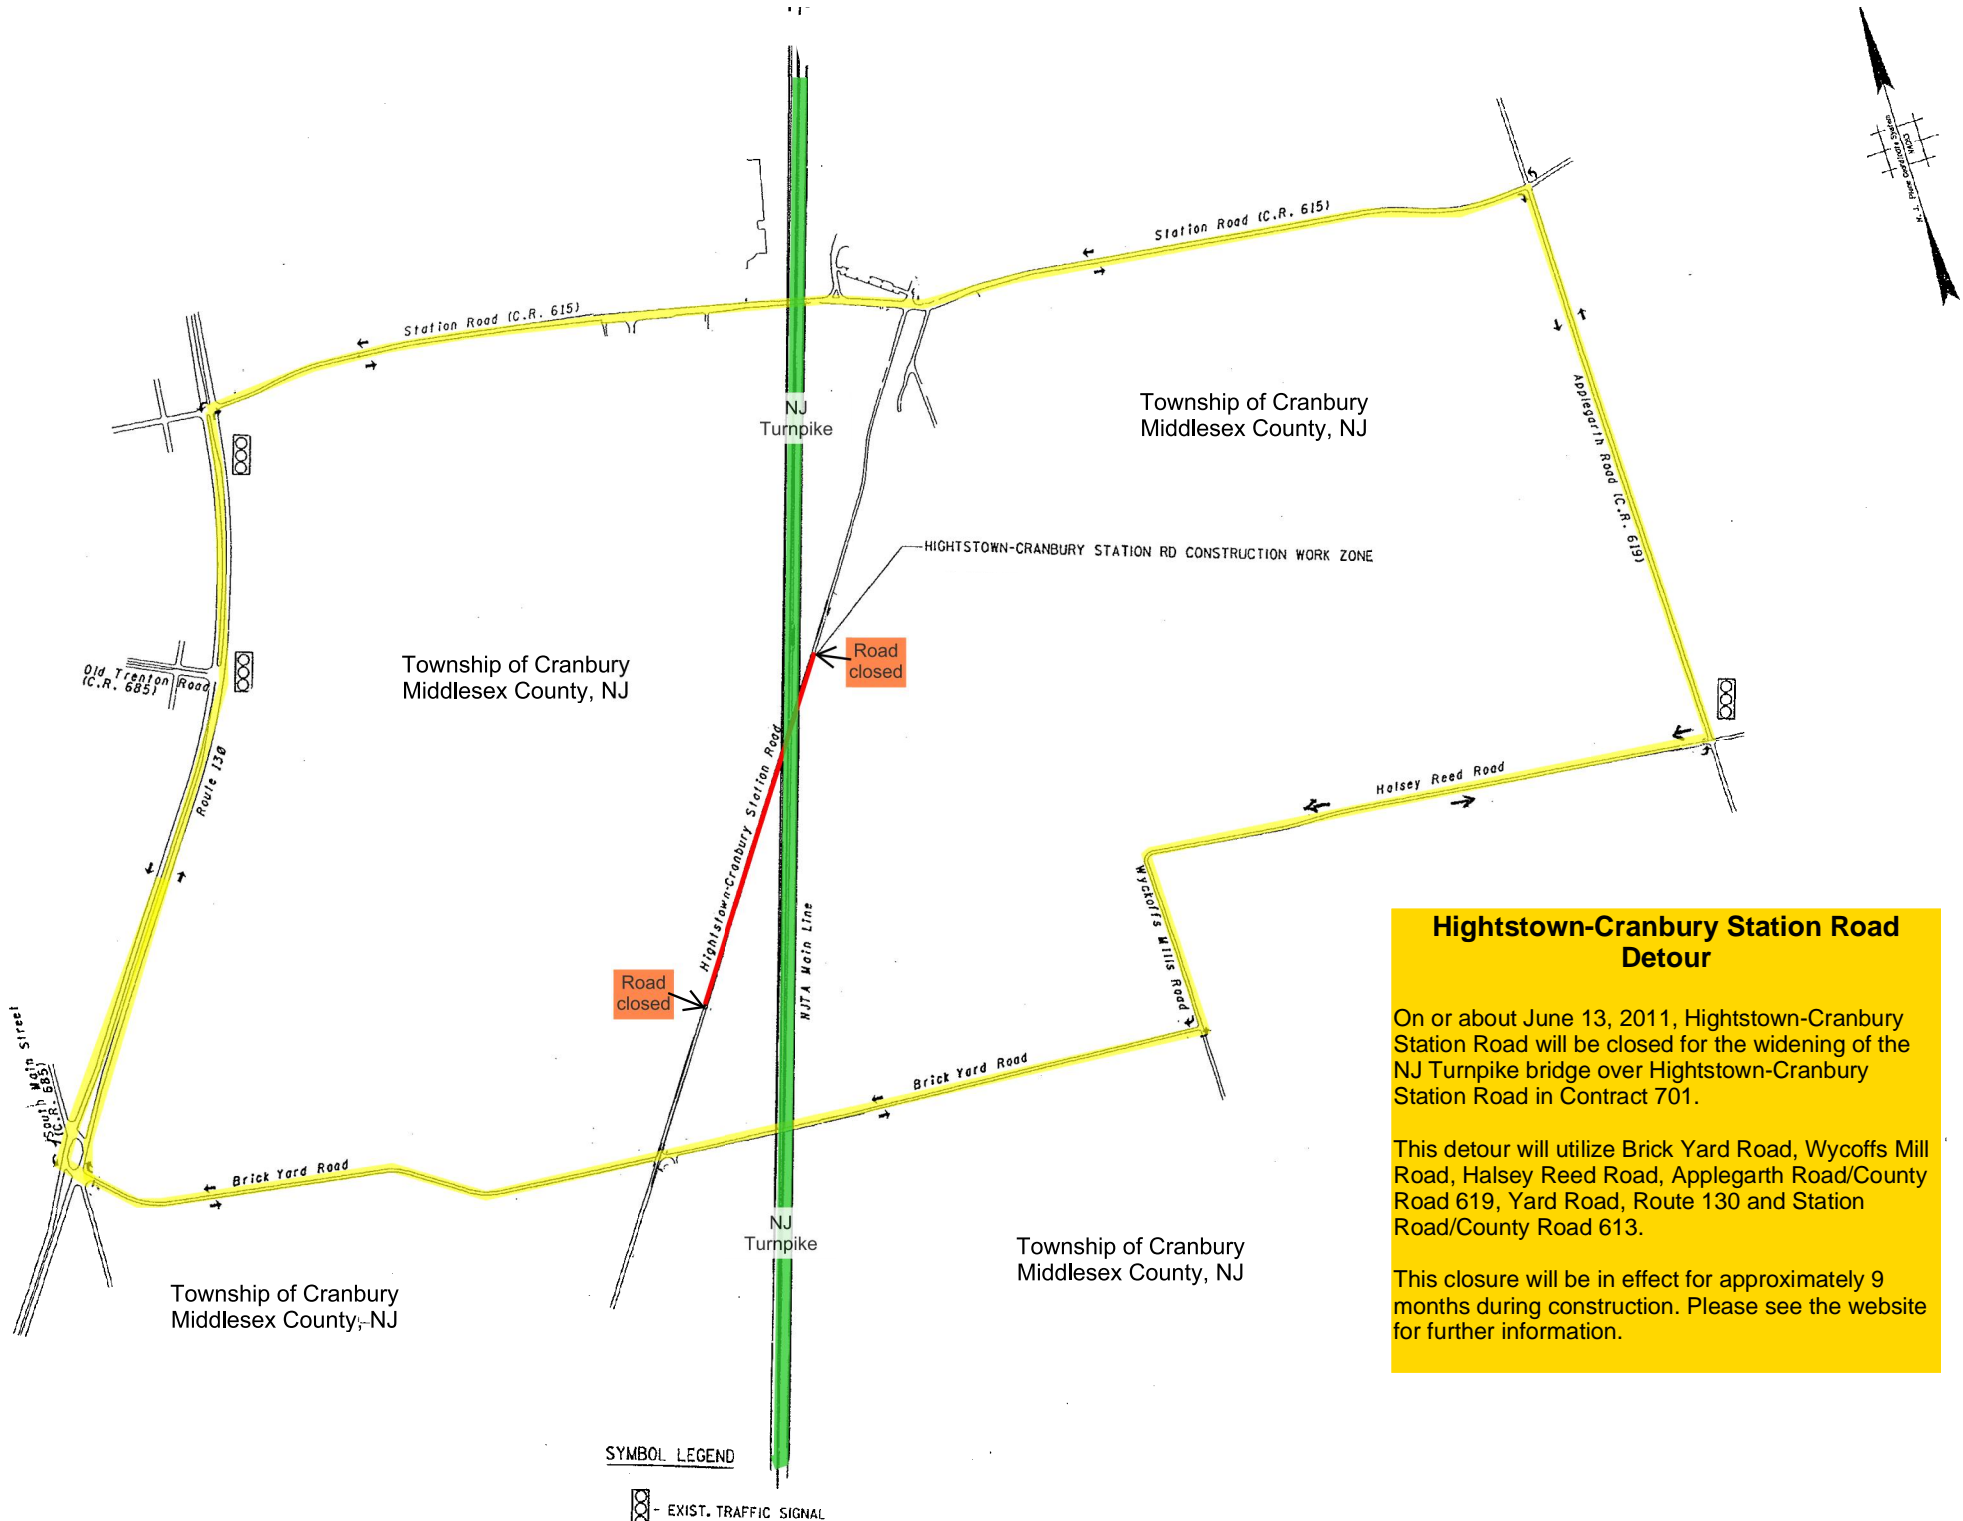 N.J. Plane Coordinate System
NAD83
Station Road (C.R. 615)
Station Road (C.R. 615)
NJ
Turnpike
Township of Cranbury
Middlesex County, NJ
Applegarth Road (C.R. 619)
HIGHTSTOWN-CRANBURY STATION RD CONSTRUCTION WORK ZONE
Road
closed
Township of Cranbury
Middlesex County, NJ
Old Trenton Road
(C.R. 685)
Route 130
Hightstown-Cranbury Station Road
Halsey Reed Road
Wyckoffs Mills Road
NJTA Main Line
Road
closed
South Main Street
(C.R. 685)
Brick Yard Road
Brick Yard Road
NJ
Turnpike
Township of Cranbury
Middlesex County, NJ
Township of Cranbury
Middlesex County, NJ
Hightstown-Cranbury Station Road
Detour
On or about June 13, 2011, Hightstown-Cranbury
Station Road will be closed for the widening of the
NJ Turnpike bridge over Hightstown-Cranbury
Station Road in Contract 701.
This detour will utilize Brick Yard Road, Wycoffs Mill
Road, Halsey Reed Road, Applegarth Road/County
Road 619, Yard Road, Route 130 and Station
Road/County Road 613.
This closure will be in effect for approximately 9
months during construction. Please see the website
for further information.
SYMBOL LEGEND
- EXIST. TRAFFIC SIGNAL